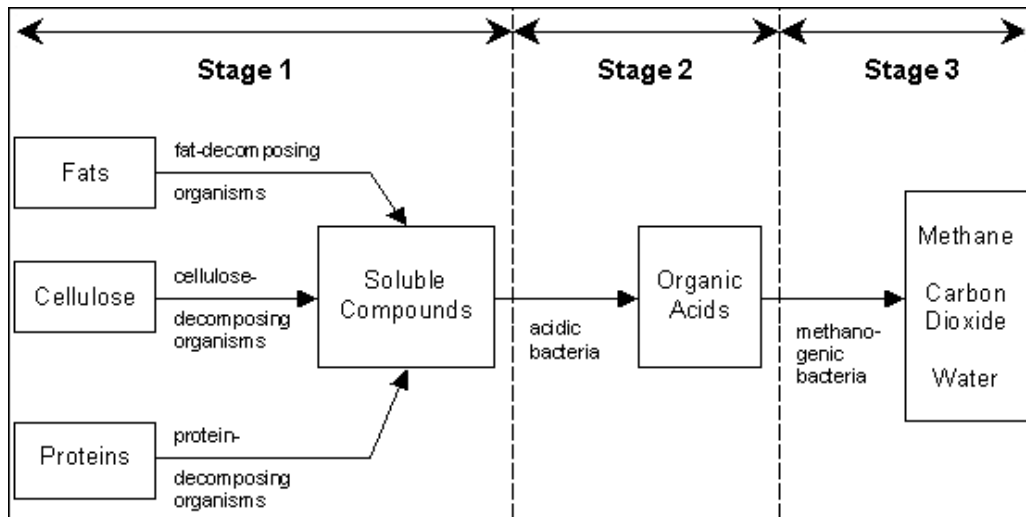 Stage 1
Stage 2
Stage 3
Fats
fat-decomposing
organisms
Cellulose
cellulose-
decomposing
organisms
Proteins
protein-
decomposing
organisms
Soluble
Compounds
acidic
bacteria
Organic
Acids
methano-
genic
bacteria
Methane
Carbon
Dioxide
Water